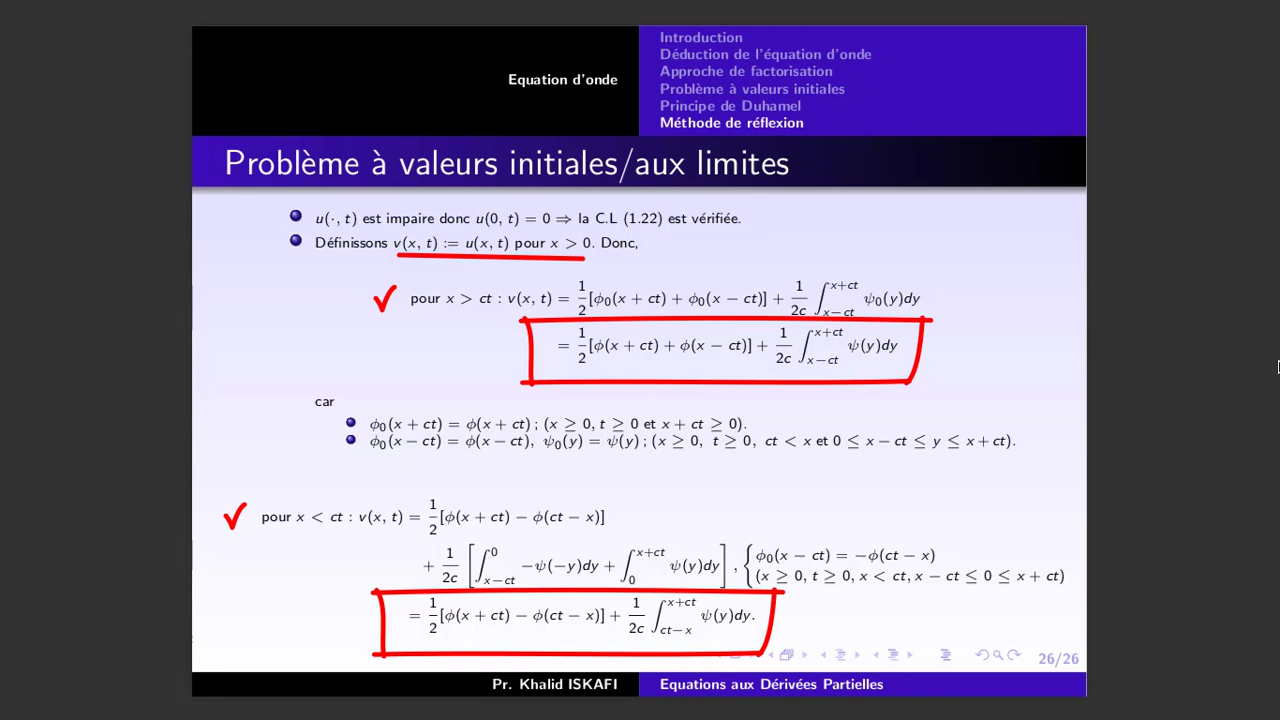 Equation d'onde
Introduction
Déduction de l'équation d'onde
Approche de factorisation
Problème à valeurs initiales
Principe de Duhamel
Méthode de réflexion
Problème à valeurs initiales/aux limites
u(·, t) est impaire donc u(0, t) = 0 ⇒ la C.L (1.22) est vérifiée.
Définissons v(x, t) := u(x, t) pour x > 0. Donc,
pour x > ct : v(x, t) = 1/2[ϕ₀(x + ct) + ϕ₀(x − ct)] + 1/2c ∫_{x−ct}^{x+ct} ψ₀(y)dy
= 1/2[ϕ(x + ct) + ϕ(x − ct)] + 1/2c ∫_{x−ct}^{x+ct} ψ(y)dy
car
ϕ₀(x + ct) = ϕ(x + ct) ; (x ≥ 0, t ≥ 0 et x + ct ≥ 0).
ϕ₀(x − ct) = ϕ(x − ct), ψ₀(y) = ψ(y) ; (x ≥ 0, t ≥ 0, ct < x et 0 ≤ x − ct ≤ y ≤ x + ct).
pour x < ct : v(x, t) = 1/2[ϕ(x + ct) − ϕ(ct − x)]
+ 1/2c [∫_{x−ct}^{0} −ψ(−y)dy + ∫_{0}^{x+ct} ψ(y)dy] , { ϕ₀(x − ct) = −ϕ(ct − x)
(x ≥ 0, t ≥ 0, x < ct, x − ct ≤ 0 ≤ x + ct)
= 1/2[ϕ(x + ct) − ϕ(ct − x)] + 1/2c ∫_{ct−x}^{x+ct} ψ(y)dy.
26/26
Pr. Khalid ISKAFI
Equations aux Dérivées Partielles